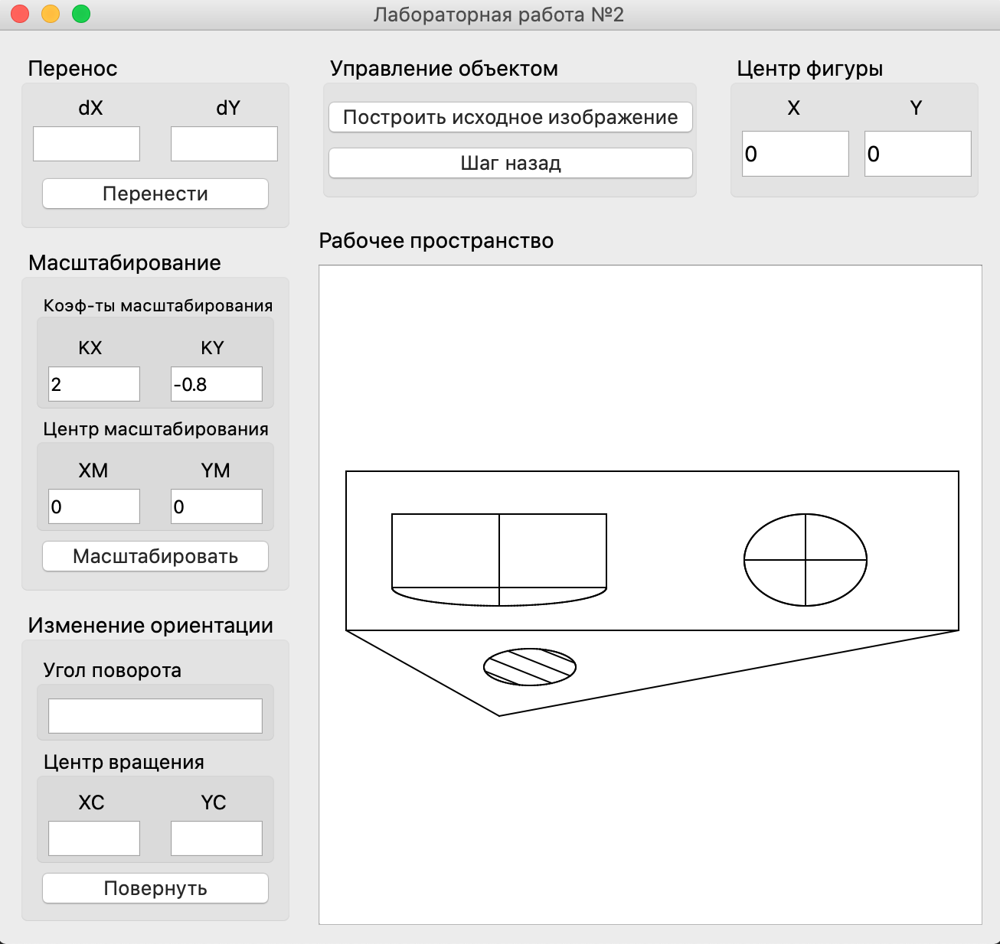 Лабораторная работа №2
Перенос
dX dY
Перенести
Управление объектом
Построить исходное изображение
Шаг назад
Центр фигуры
X Y
0 0
Масштабирование
Коэф-ты масштабирования
KX KY
2 -0.8
Центр масштабирования
XM YM
0 0
Масштабировать
Изменение ориентации
Угол поворота
Центр вращения
XC YC
Повернуть
Рабочее пространство